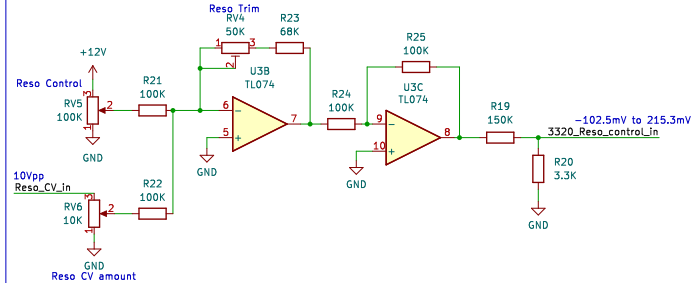 Reso Trim
RV4
50K
R23
68K
1
3
2
+12V
Reso Control
RV5
100K
3
2
1
GND
R21
100K
U3B
TL074
6
5
7
−
+
GND
R24
100K
R25
100K
U3C
TL074
9
10
8
−
+
GND
R19
150K
-102.5mV to 215.3mV
3320_Reso_control_in
R20
3.3K
GND
10Vpp
Reso_CV_in
RV6
10K
3
2
1
R22
100K
GND
Reso CV amount